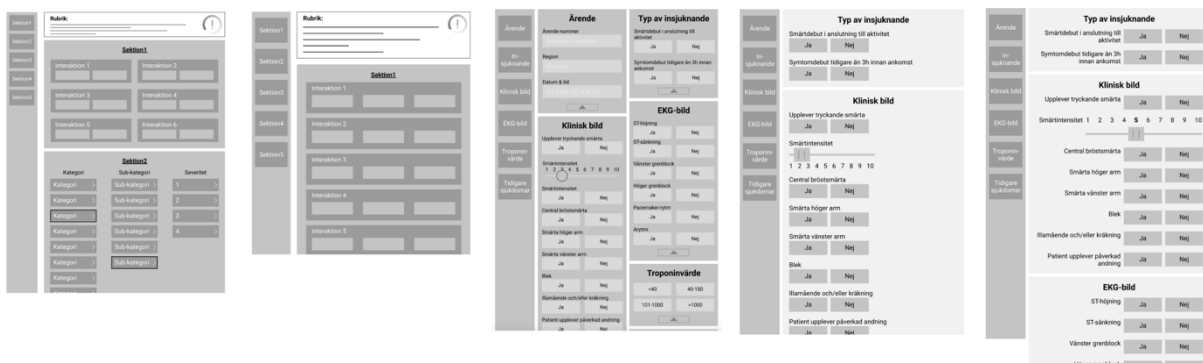 Sektion1
Sektion2
Sektion3
Sektion4
Sektion5
Rubrik:
Sektion1
Interaktion 1
Interaktion 2
Interaktion 3
Interaktion 4
Interaktion 5
Interaktion 6
Sektion2
Kategori
Sub-kategori
Severitet
Kategori
Sub-kategori
1
Kategori
Sub-kategori
2
Kategori
Sub-kategori
3
Kategori
Sub-kategori
4
Kategori
Sub-kategori
Kategori
Sub-kategori
Kategori
Sektion1
Sektion2
Sektion3
Sektion4
Sektion5
Rubrik:
Sektion1
Interaktion 1
Interaktion 2
Interaktion 3
Interaktion 4
Interaktion 5
Ärende
In-
sjuknande
Klinisk bild
EKG-bild
Troponin-
värde
Tidigare
sjukdomar
Ärende
Ärende-nummer
Region
Datum & tid
Klinisk bild
Upplever tryckande smärta
Ja Nej
Smärtintensitet
1 2 3 4 5 6 7 8 9 10
Smärtintensitet
Ja Nej
Central bröstsmärta
Ja Nej
Smärta höger arm
Ja Nej
Smärta vänster arm
Ja Nej
Blek
Ja Nej
Illamående och/eller kräkning
Ja Nej
Patient upplever påverkad andning
Ja Nej
Typ av insjuknande
Smärtdebut i anslutning till
aktivitet
Ja Nej
Symtomdebut tidigare än 3h innan
ankomst
Ja Nej
EKG-bild
ST-höjning
Ja Nej
ST-sänkning
Ja Nej
Vänster grenblock
Ja Nej
Höger grenblock
Ja Nej
Pacemaker-rytm
Ja Nej
Arytmi
Ja Nej
Troponinvärde
<40 40-100
101-1000 >1000
Ärende
In-
sjuknande
Klinisk bild
EKG-bild
Troponin-
värde
Tidigare
sjukdomar
Typ av insjuknande
Smärtdebut i anslutning till aktivitet
Ja Nej
Symtomdebut tidigare än 3h innan ankomst
Ja Nej
Klinisk bild
Upplever tryckande smärta
Ja Nej
Smärtintensitet
1 2 3 4 5 6 7 8 9 10
Central bröstsmärta
Ja Nej
Smärta höger arm
Ja Nej
Smärta vänster arm
Ja Nej
Blek
Ja Nej
Illamående och/eller kräkning
Ja Nej
Patient upplever påverkad andning
Ja Nej
Ärende
In-
sjuknande
Klinisk bild
EKG-bild
Troponin-
värde
Tidigare
sjukdomar
Typ av insjuknande
Smärtdebut i anslutning till
aktivitet
Ja Nej
Symtomdebut tidigare än 3h
innan ankomst
Ja Nej
Klinisk bild
Upplever tryckande smärta Ja Nej
Smärtintensitet 1 2 3 4 5 6 7 8 9 10
Central bröstsmärta Ja Nej
Smärta höger arm Ja Nej
Smärta vänster arm Ja Nej
Blek Ja Nej
Illamående och/eller kräkning Ja Nej
Patient upplever påverkad
andning
Ja Nej
EKG-bild
ST-höjning Ja Nej
ST-sänkning Ja Nej
Vänster grenblock Ja Nej